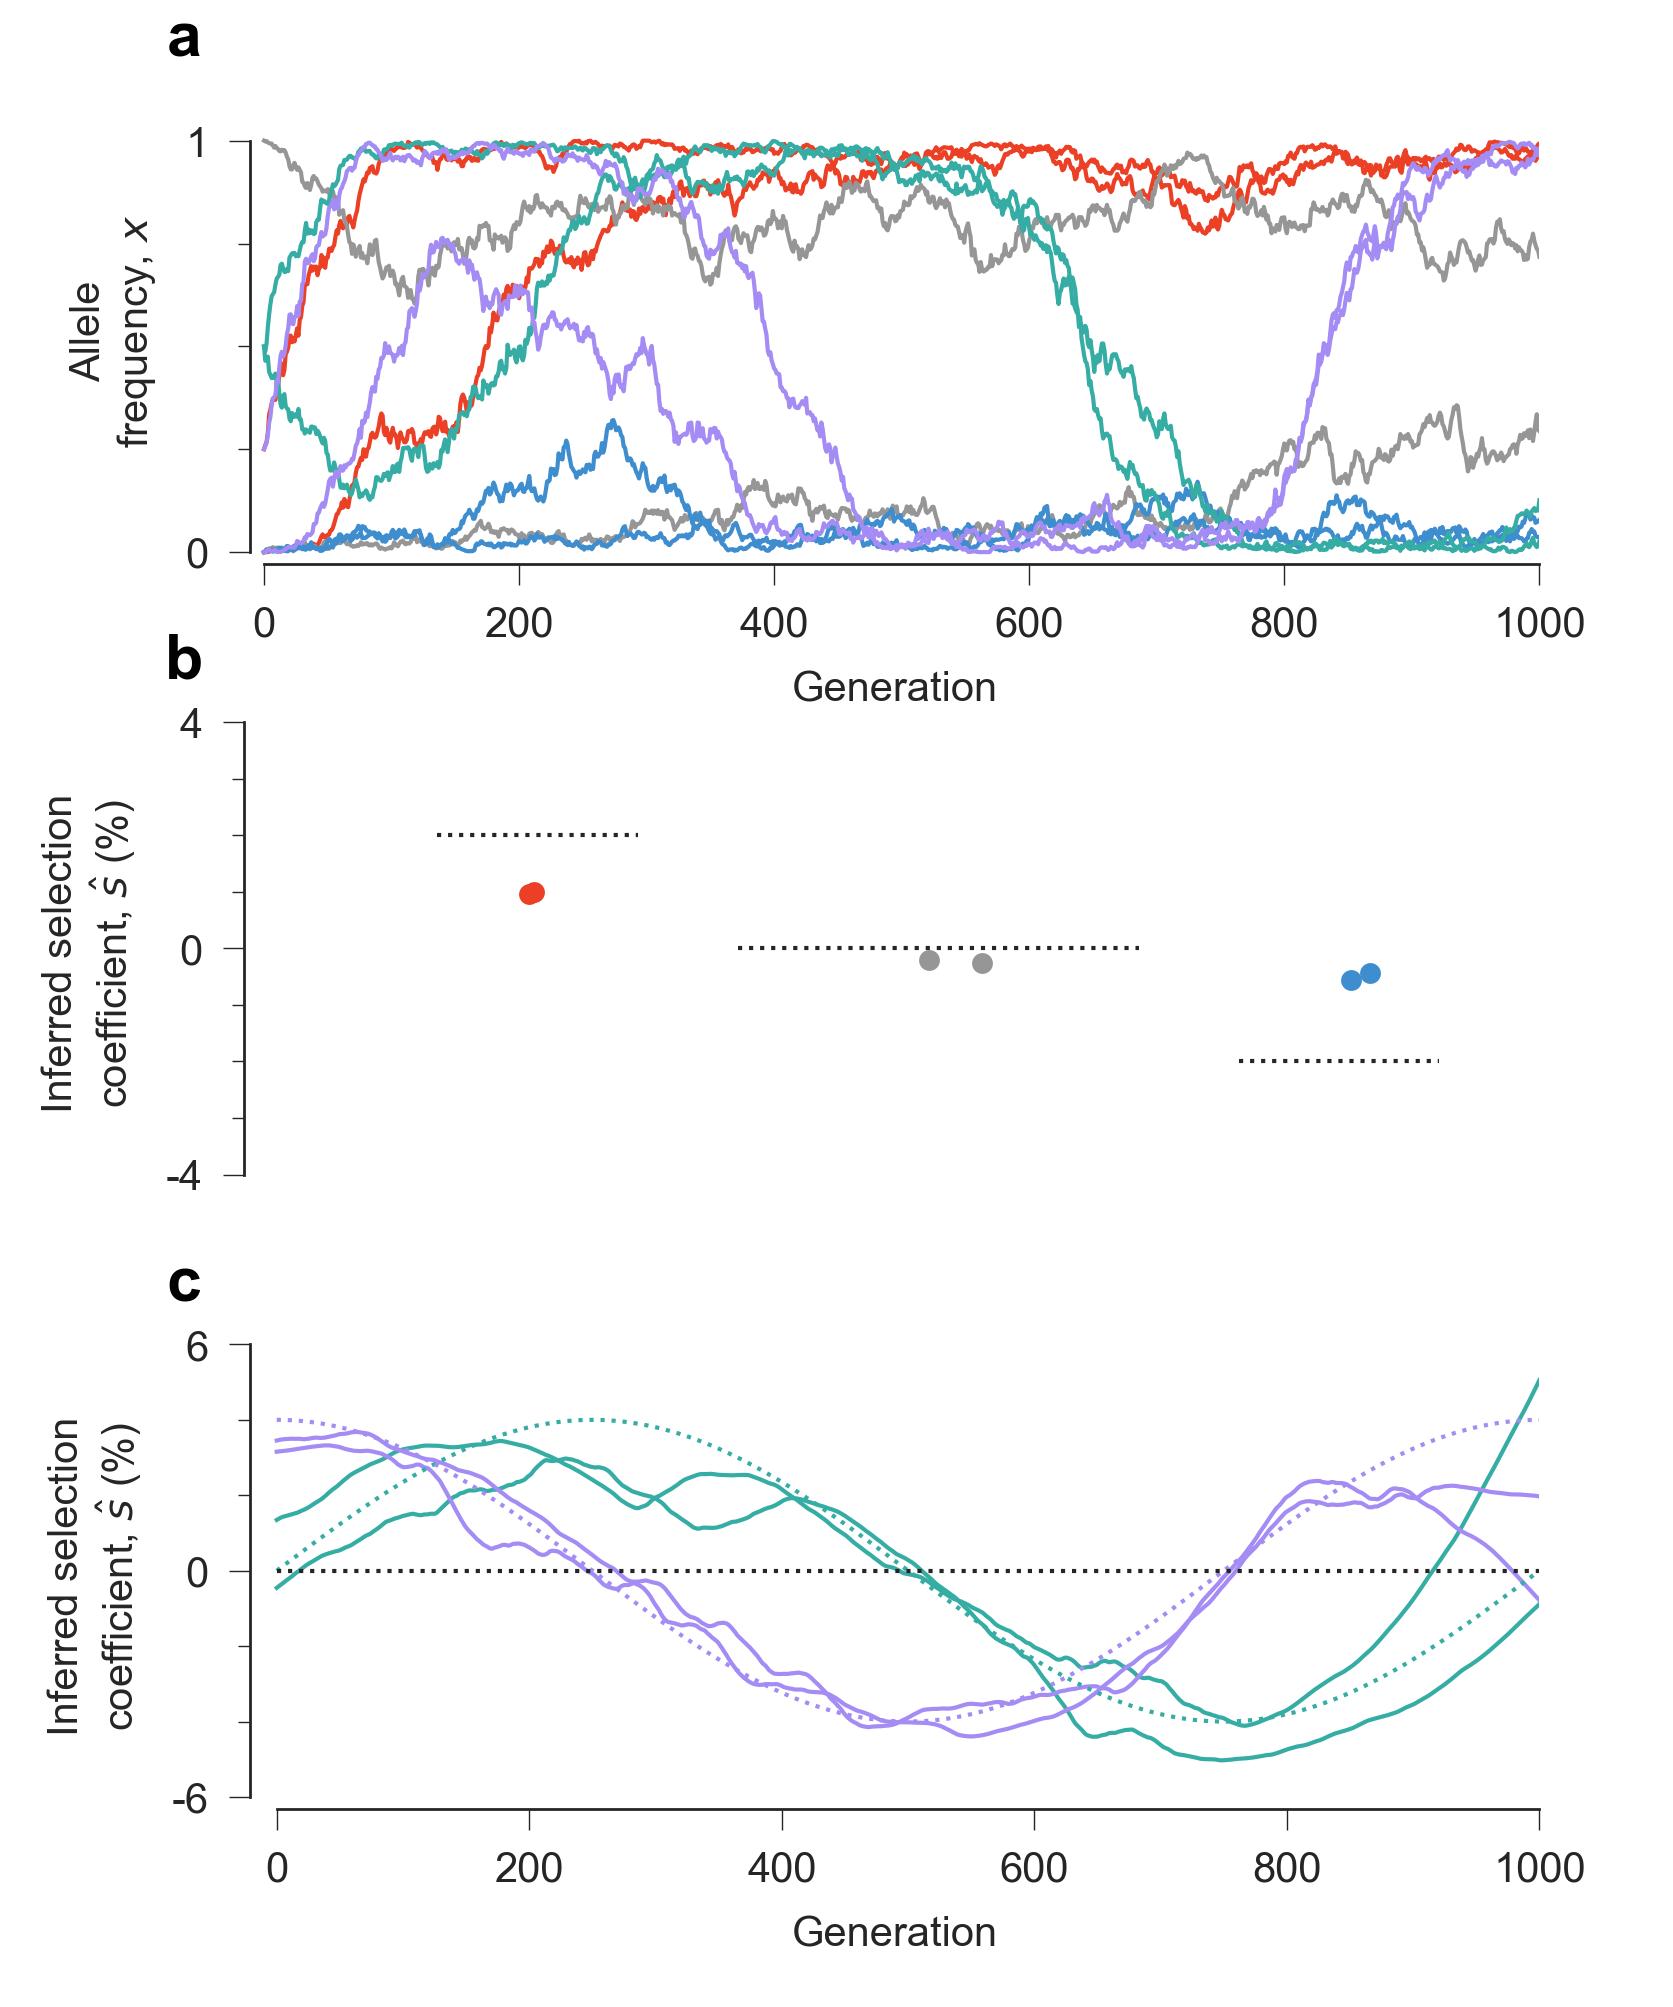 a
Allele
frequency, x
1
0
0 200 400 600 800 1000
Generation
b
Inferred selection
coefficient, ŝ (%)
4
0
-4
c
Inferred selection
coefficient, ŝ (%)
6
0
-6
0 200 400 600 800 1000
Generation